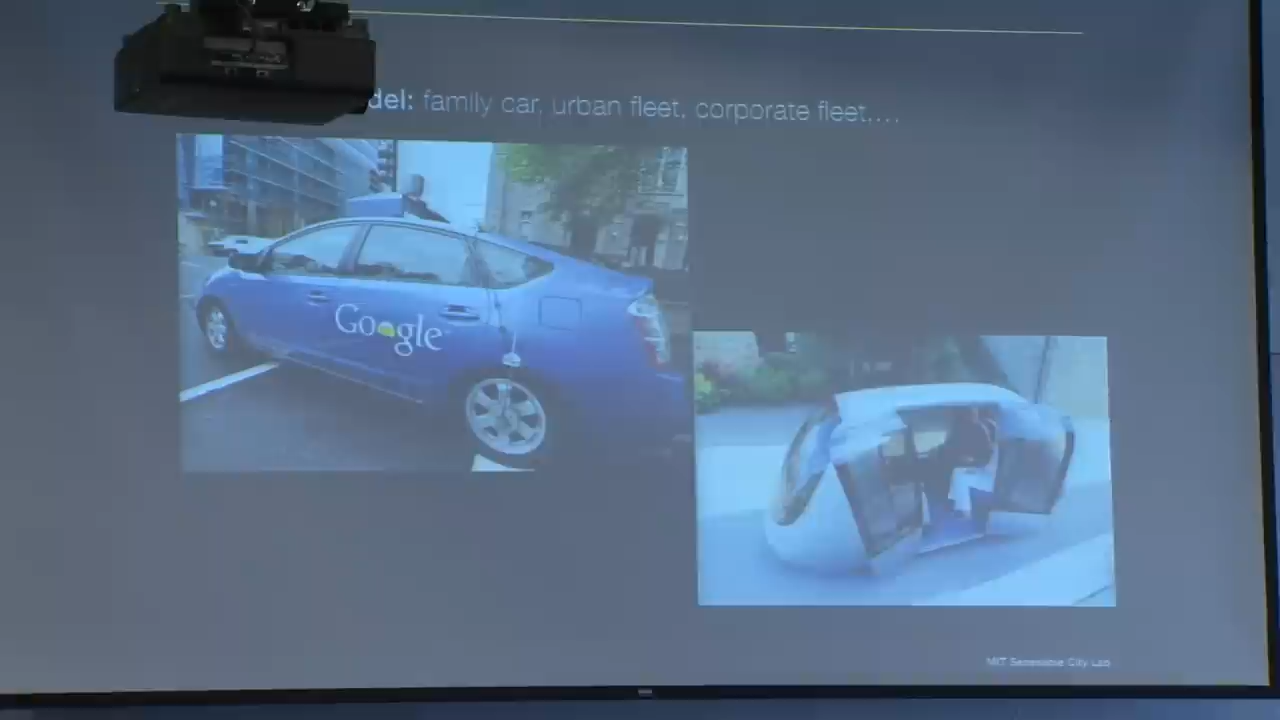 del: family car, urban fleet, corporate fleet,...
Google
MIT Senseable City Lab